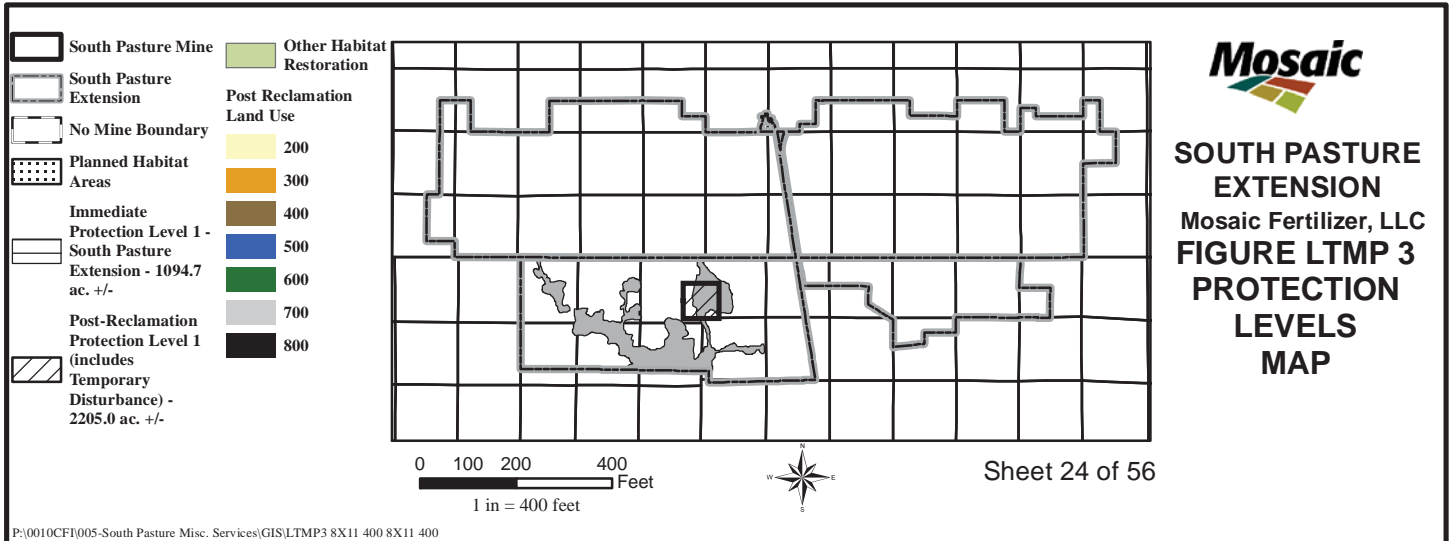 South Pasture Mine
South Pasture
Extension
No Mine Boundary
Planned Habitat
Areas
Immediate
Protection Level 1 -
South Pasture
Extension - 1094.7
ac. +/-
Post-Reclamation
Protection Level 1
(includes
Temporary
Disturbance) -
2205.0 ac. +/-
Other Habitat
Restoration
Post Reclamation
Land Use
200
300
400
500
600
700
800
0 100 200 400
Feet
1 in = 400 feet
N
W E
S
Sheet 24 of 56
Mosaic
SOUTH PASTURE
EXTENSION
Mosaic Fertilizer, LLC
FIGURE LTMP 3
PROTECTION
LEVELS
MAP
P:\0010CFI\005-South Pasture Misc. Services\GIS\LTMP3 8X11 400 8X11 400